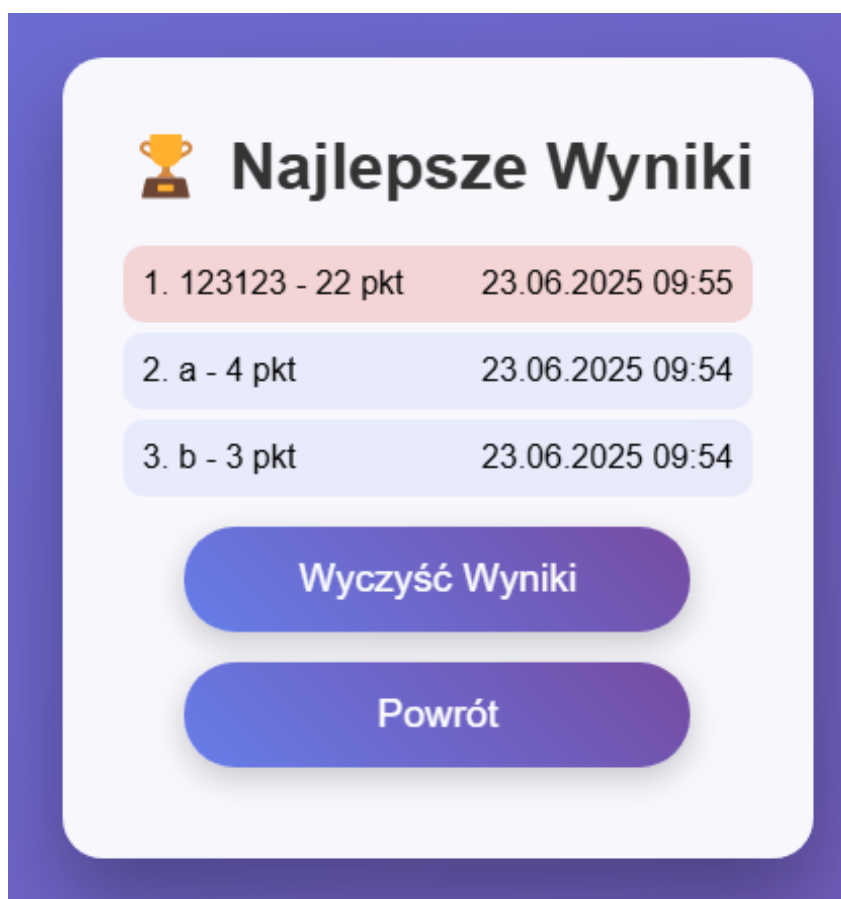 Najlepsze Wyniki
1. 123123 - 22 pkt 23.06.2025 09:55
2. a - 4 pkt 23.06.2025 09:54
3. b - 3 pkt 23.06.2025 09:54
Wyczyść Wyniki
Powrót